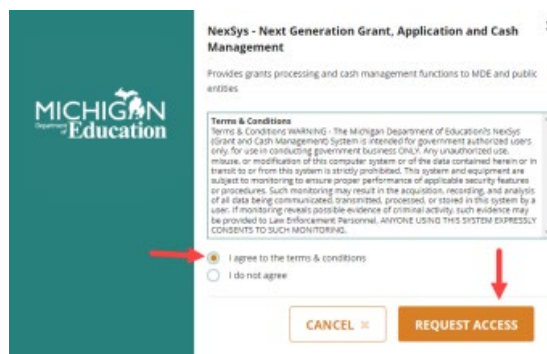 NexSys - Next Generation Grant, Application and Cash
Management
Provides grants processing and cash management functions to MDE and public
entities
MICHIGAN
Department of
Education
Terms & Conditions
Terms & Conditions WARNING - The Michigan Department of Education?s NexSys
(Grant and Cash Management) System is intended for government authorized users
only, for use in conducting government business ONLY. Any unauthorized use,
misuse, or modification of this computer system or of the data contained herein or in
transit to or from this system is strictly prohibited. This system and equipment are
subject to monitoring to ensure proper performance of applicable security features
or procedures. Such monitoring may result in the acquisition, recording, and analysis
of all data being communicated, transmitted, processed, or stored in this system by a
user. If monitoring reveals possible evidence of criminal activity, such evidence may
be provided to Law Enforcement Personnel. ANYONE USING THIS SYSTEM EXPRESSLY
CONSENTS TO SUCH MONITORING.
I agree to the terms & conditions
I do not agree
CANCEL
REQUEST ACCESS